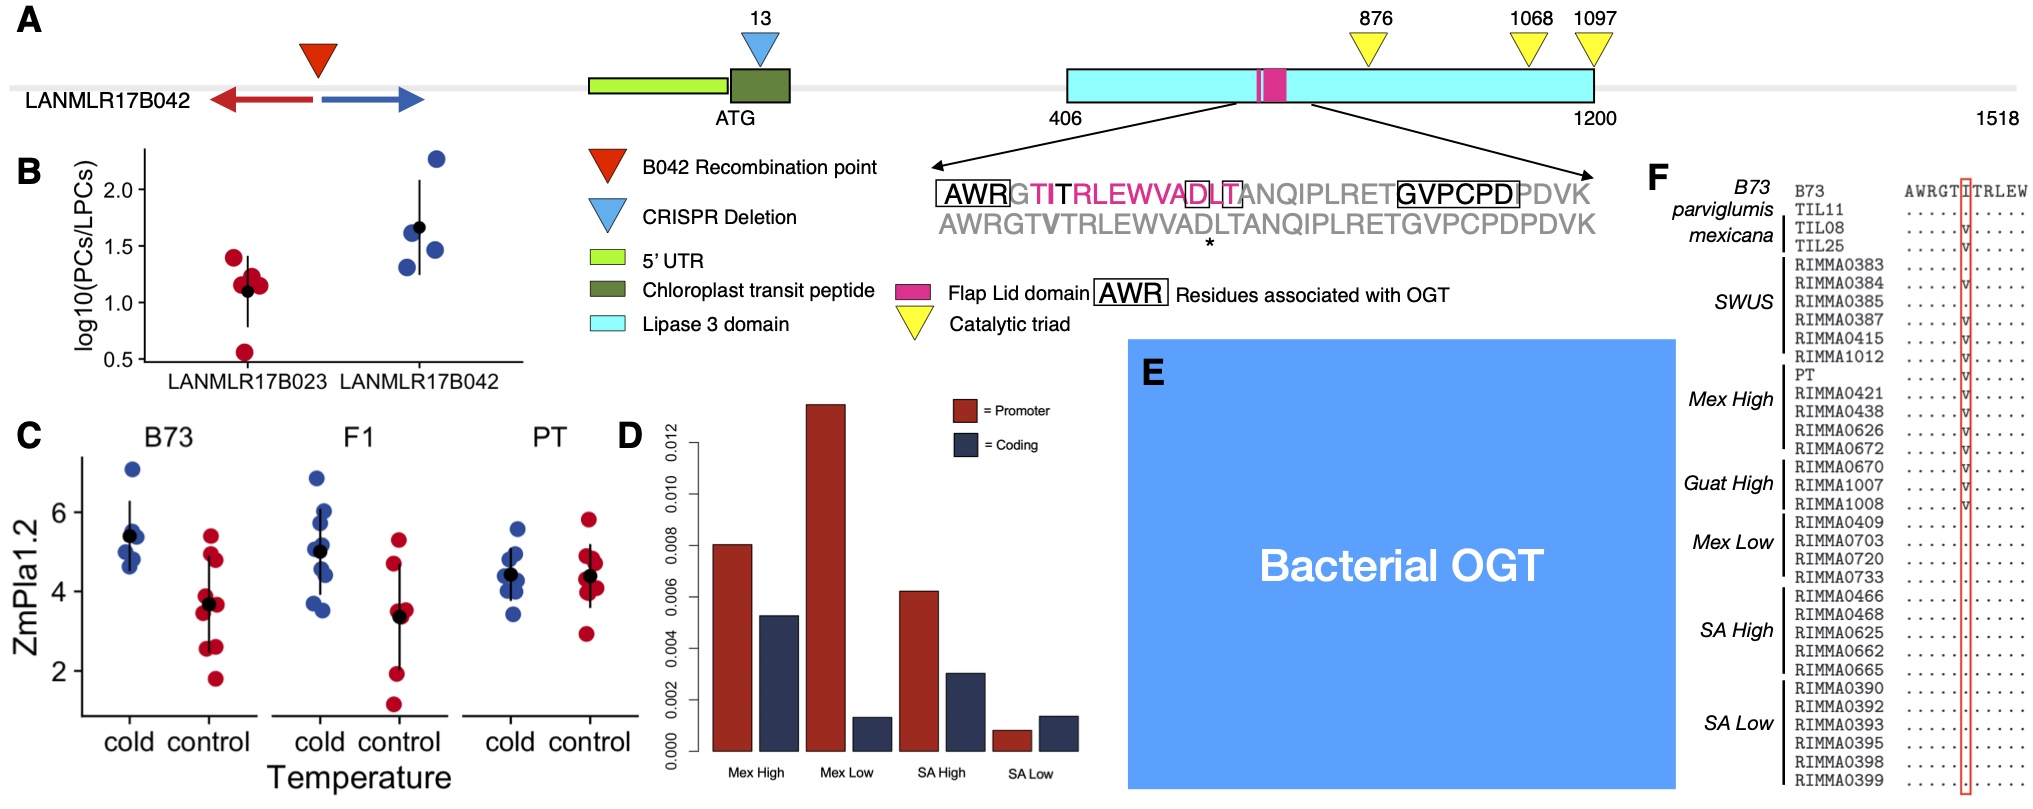 A
13
876
1068
1097
LANMLR17B042
ATG
406
1200
1518
B
log10(PCs/LPCs)
2.0
1.5
1.0
0.5
LANMLR17B023
LANMLR17B042
B042 Recombination point
CRISPR Deletion
5' UTR
Chloroplast transit peptide
Lipase 3 domain
Flap Lid domain
AWR Residues associated with OGT
Catalytic triad
AWRGTITRLEWVADLTANQIPLRETGVPCPDPDVK
AWRGTVTRLEWVADLTANQIPLRETGVPCPDPDVK
*
C
B73
F1
PT
ZmPla1.2
6
4
2
cold control
cold control
cold control
Temperature
D
= Promoter
= Coding
0.012
0.010
0.008
0.006
0.004
0.002
0.000
Mex High
Mex Low
SA High
SA Low
E
Bacterial OGT
F
B73
parviglumis
mexicana
SWUS
Mex High
Guat High
Mex Low
SA High
SA Low
B73 AWRGTITRLEW
TIL11 ...........
TIL08 .....V.....
TIL25 .....V.....
RIMMA0383 ...........
RIMMA0384 .....V.....
RIMMA0385 ...........
RIMMA0387 .....V.....
RIMMA0415 .....V.....
RIMMA1012 .....V.....
PT .....V.....
RIMMA0421 .....V.....
RIMMA0438 .....V.....
RIMMA0626 .....V.....
RIMMA0672 .....V.....
RIMMA0670 .....V.....
RIMMA1007 .....V.....
RIMMA1008 .....V.....
RIMMA0409 ...........
RIMMA0703 ...........
RIMMA0720 ...........
RIMMA0733 ...........
RIMMA0466 ...........
RIMMA0468 ...........
RIMMA0625 ...........
RIMMA0662 ...........
RIMMA0665 ...........
RIMMA0390 ...........
RIMMA0392 ...........
RIMMA0393 ...........
RIMMA0395 ...........
RIMMA0398 ...........
RIMMA0399 ...........